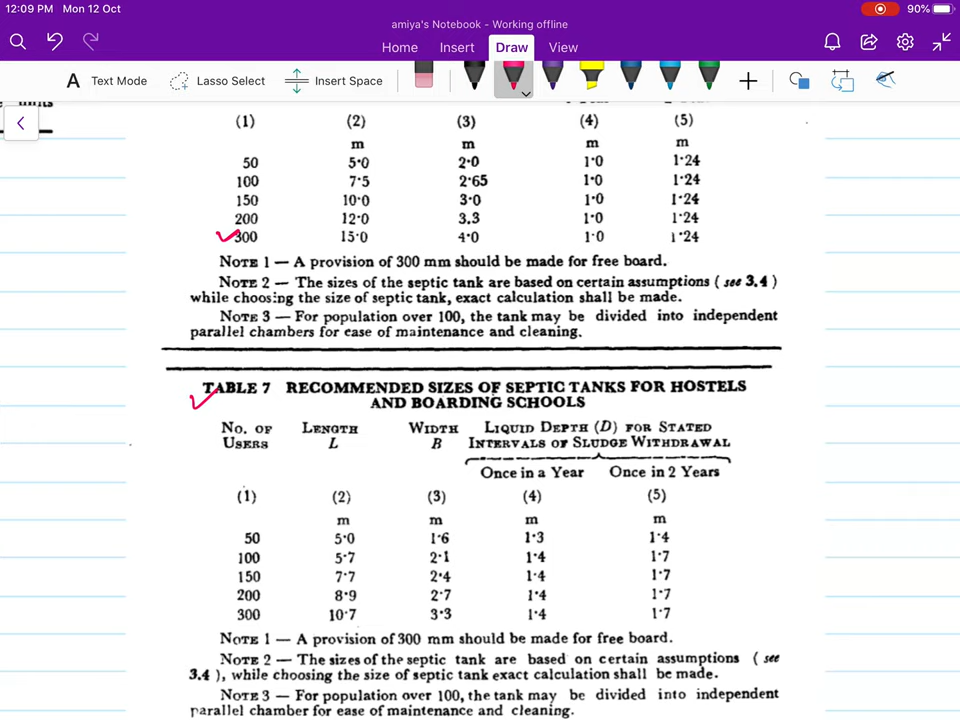 12:09 PM Mon 12 Oct
90%
amiya's Notebook - Working offline
Home Insert Draw View
Text Mode Lasso Select Insert Space
units
(1) (2) (3) (4) (5)
m m m m
50 5·0 2·0 1·0 1·24
100 7·5 2·65 1·0 1·24
150 10·0 3·0 1·0 1·24
200 12·0 3.3 1·0 1·24
300 15·0 4·0 1·0 1·24
NOTE 1 — A provision of 300 mm should be made for free board.
NOTE 2 — The sizes of the septic tank are based on certain assumptions ( see 3.4 )
while choosing the size of septic tank, exact calculation shall be made.
NOTE 3 — For population over 100, the tank may be divided into independent
parallel chambers for ease of maintenance and cleaning.
TABLE 7 RECOMMENDED SIZES OF SEPTIC TANKS FOR HOSTELS
AND BOARDING SCHOOLS
NO. OF LENGTH WIDTH LIQUID DEPTH (D) FOR STATED
USERS L B INTERVALS OF SLUDGE WITHDRAWAL
Once in a Year Once in 2 Years
(1) (2) (3) (4) (5)
m m m m
50 5·0 1·6 1·3 1·4
100 5·7 2·1 1·4 1·7
150 7·7 2·4 1·4 1·7
200 8·9 2·7 1·4 1·7
300 10·7 3·3 1·4 1·7
NOTE 1 — A provision of 300 mm should be made for free board.
NOTE 2 — The sizes of the septic tank are based on certain assumptions ( see
3.4 ), while choosing the size of septic tank exact calculation shall be made.
NOTE 3 — For population over 100, the tank may be divided into independent
parallel chamber for ease of maintenance and cleaning.